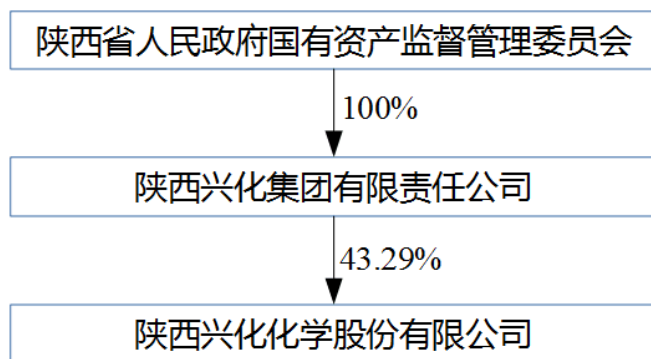 陕西省人民政府国有资产监督管理委员会
100%
陕西兴化集团有限责任公司
43.29%
陕西兴化化学股份有限公司